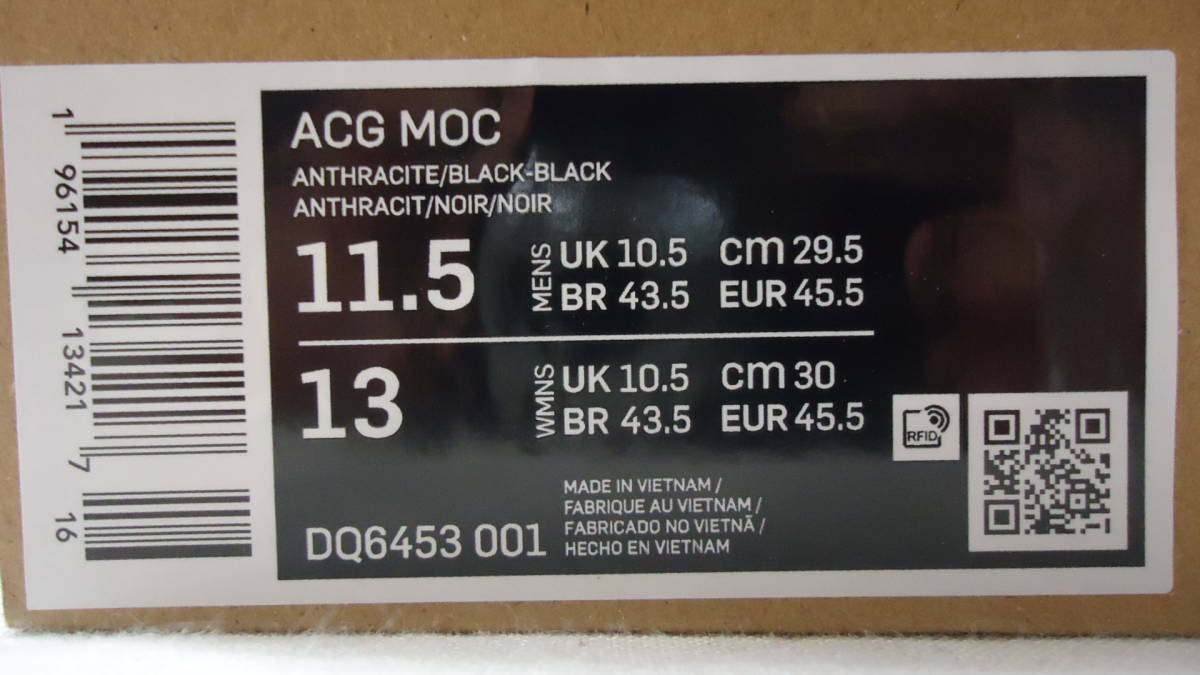 ACG MOC
ANTHRACITE/BLACK-BLACK
ANTHRACIT/NOIR/NOIR
11.5 MENS UK 10.5 cm 29.5
BR 43.5 EUR 45.5
13 WMNS UK 10.5 cm 30
BR 43.5 EUR 45.5
RFID
MADE IN VIETNAM /
FABRIQUE AU VIETNAM /
FABRICADO NO VIETNÃ /
HECHO EN VIETNAM
DQ6453 001
1 96154 13421 7 16